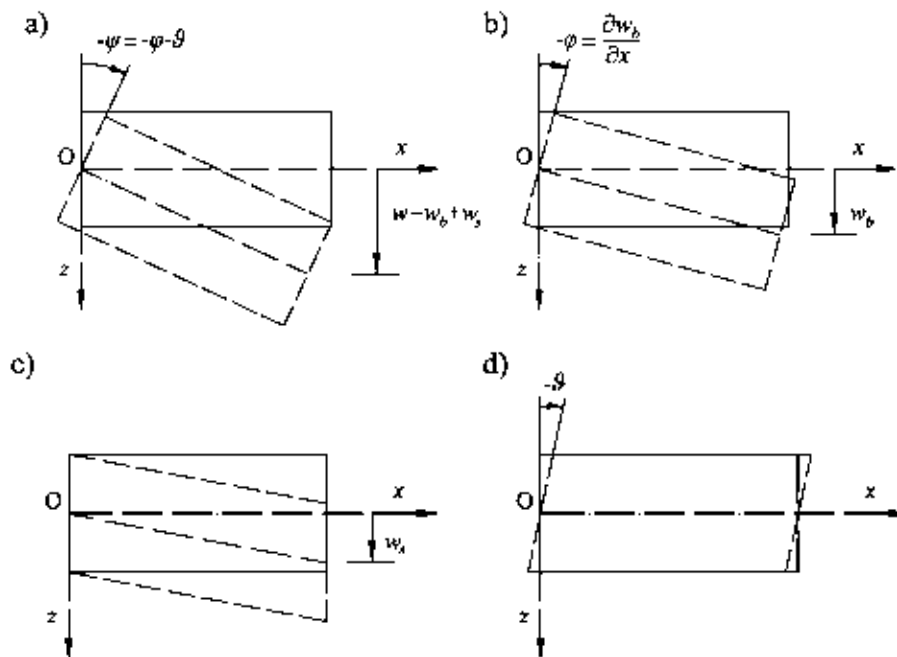 a)
-ψ = -φ-ϑ
O
x
w=w_b+w_s
z
b)
-φ = ∂w_b/∂x
O
x
w_b
z
c)
O
x
w_s
z
d)
-ϑ
O
x
z